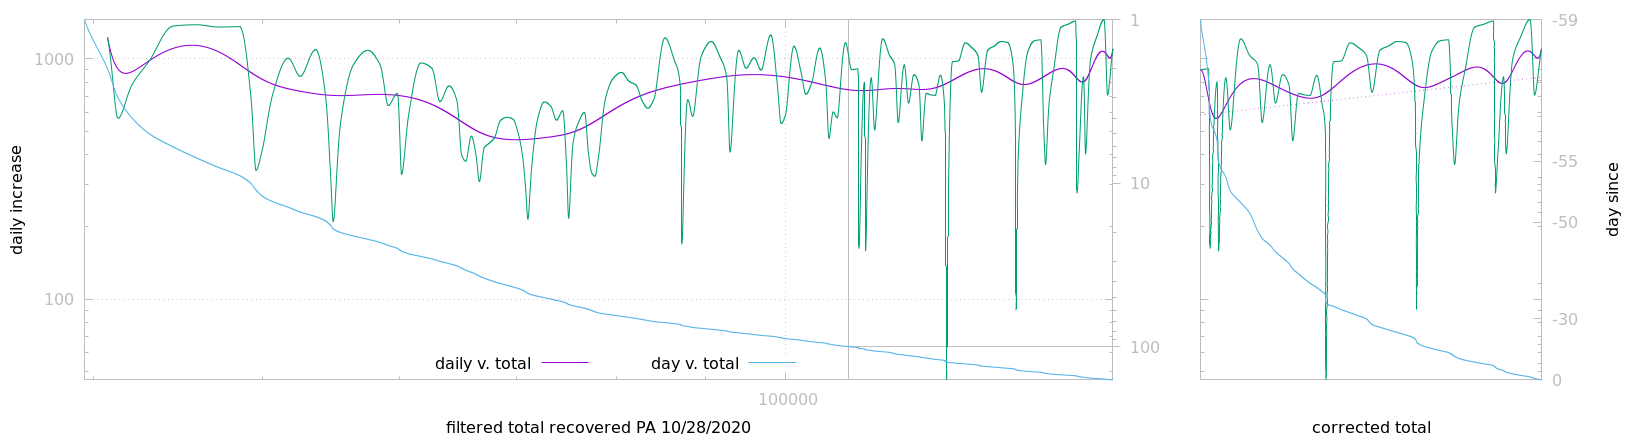 1000
100
daily increase
daily v. total
day v. total
100000
filtered total recovered PA 10/28/2020
1
10
100
-59
-55
-50
-30
0
day since
corrected total